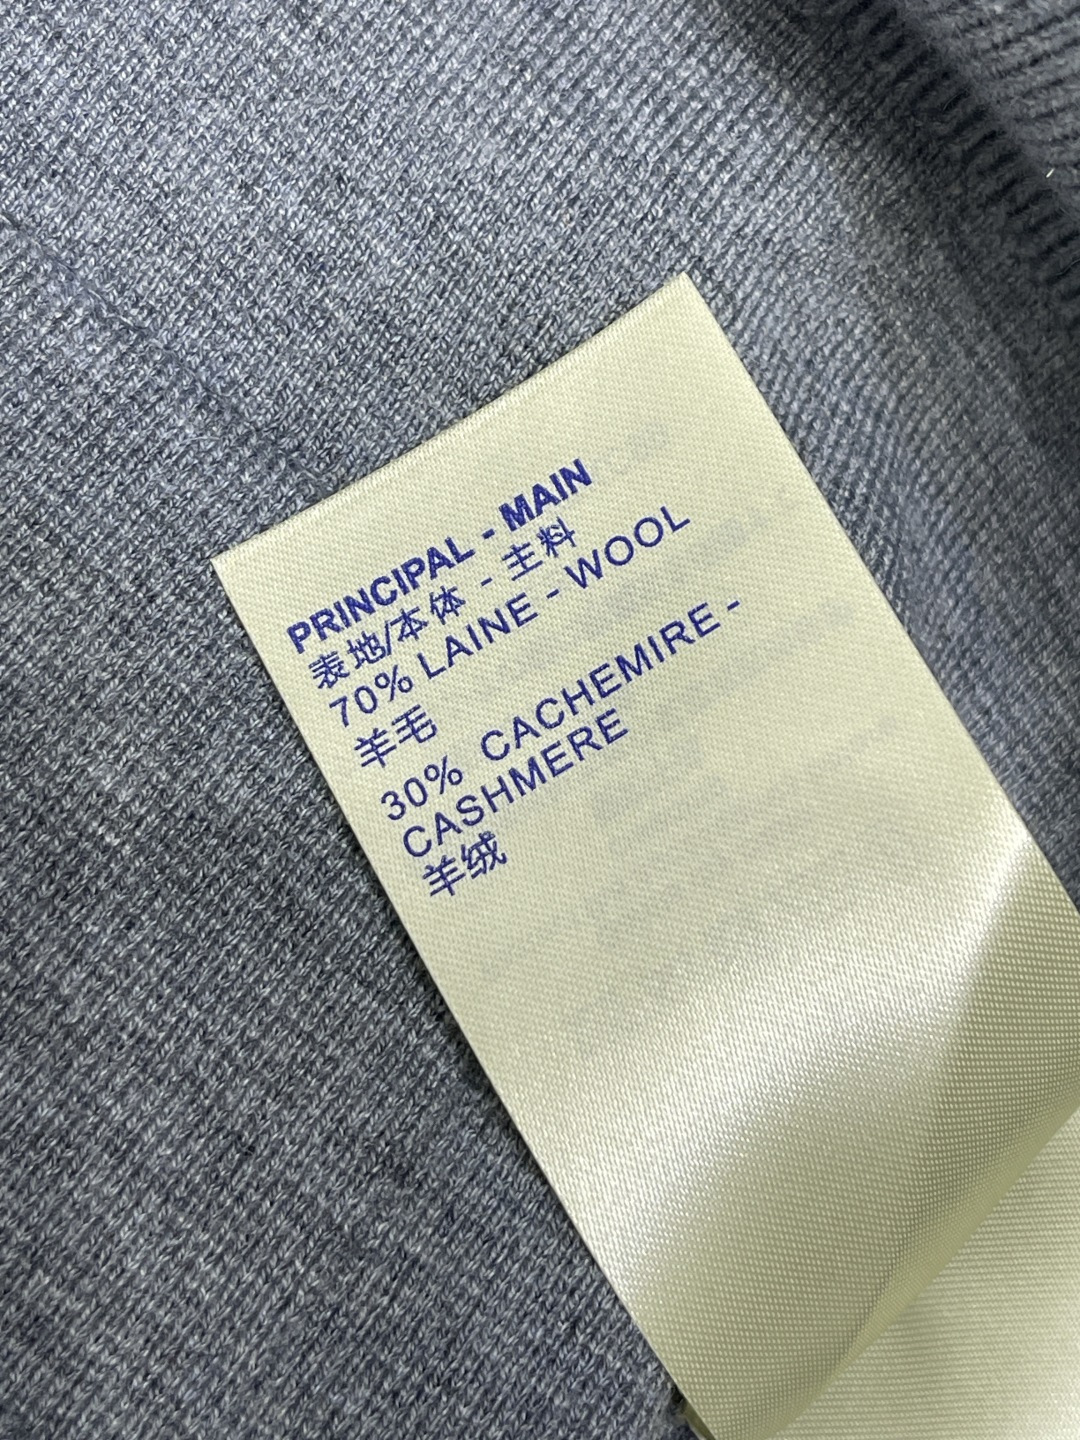 PRINCIPAL - MAIN
表地/本体 - 主料
70% LAINE - WOOL
羊毛
30% CACHEMIRE -
CASHMERE
羊绒